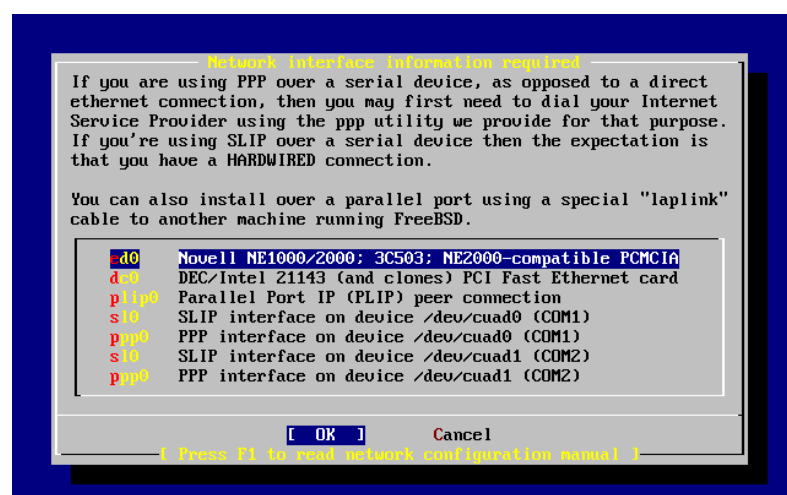 Network interface information required
If you are using PPP over a serial device, as opposed to a direct
ethernet connection, then you may first need to dial your Internet
Service Provider using the ppp utility we provide for that purpose.
If you're using SLIP over a serial device then the expectation is
that you have a HARDWIRED connection.
You can also install over a parallel port using a special "laplink"
cable to another machine running FreeBSD.
ed0 Novell NE1000/2000; 3C503; NE2000-compatible PCMCIA
dc0 DEC/Intel 21143 (and clones) PCI Fast Ethernet card
plip0 Parallel Port IP (PLIP) peer connection
sl0 SLIP interface on device /dev/cuad0 (COM1)
ppp0 PPP interface on device /dev/cuad0 (COM1)
sl0 SLIP interface on device /dev/cuad1 (COM2)
ppp0 PPP interface on device /dev/cuad1 (COM2)
[ OK ] Cancel
[ Press F1 to read network configuration manual ]